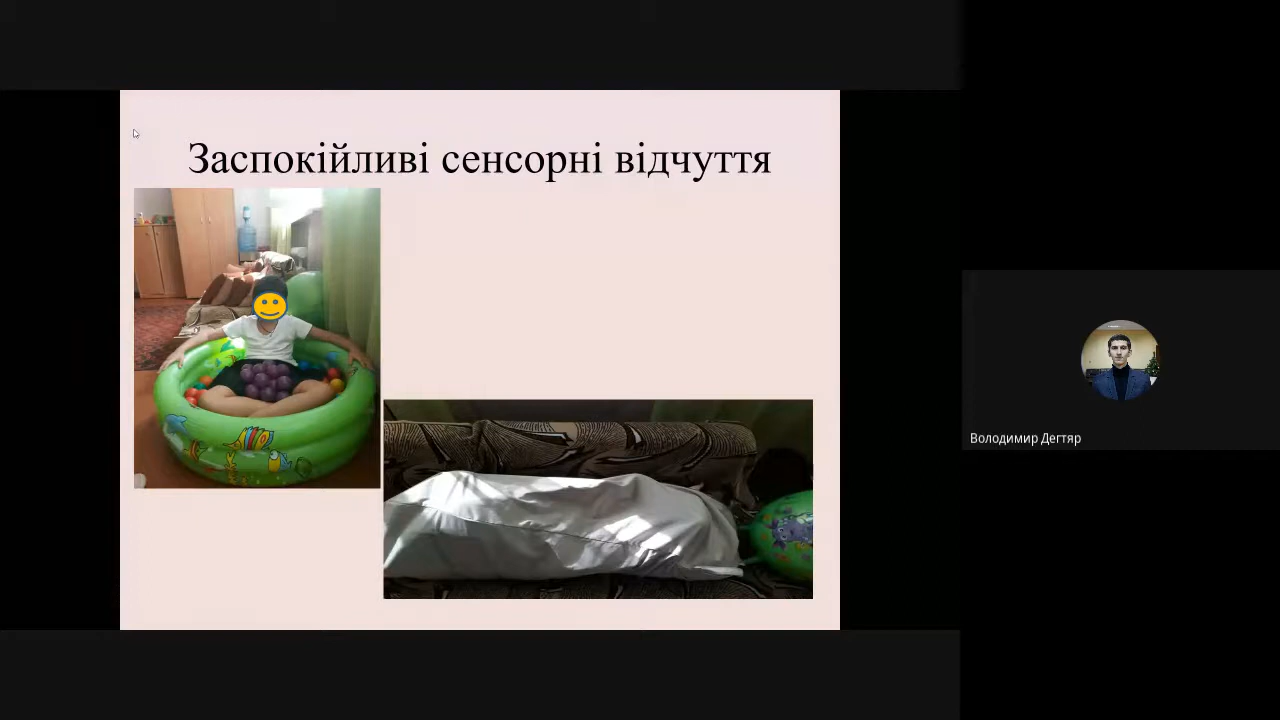 Заспокійливі сенсорні відчуття
Володимир Дегтяр